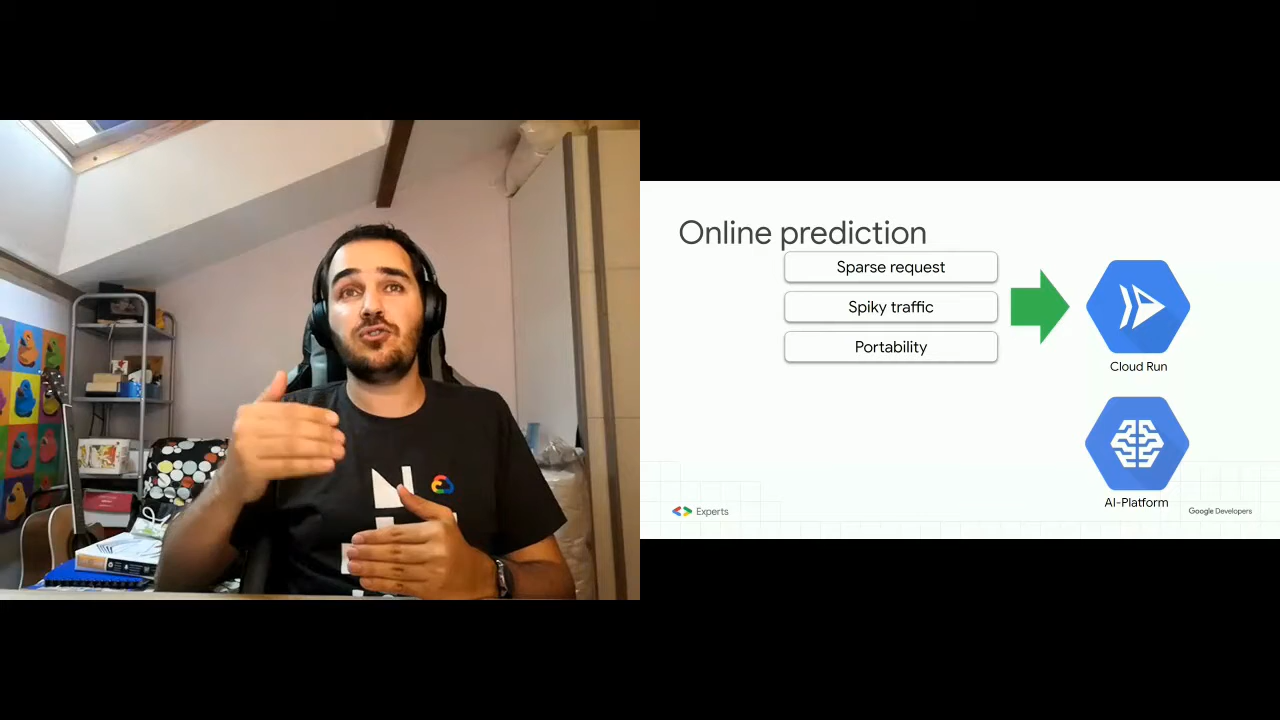 Online prediction
Sparse request
Spiky traffic
Portability
Cloud Run
AI-Platform
Experts
Google Developers